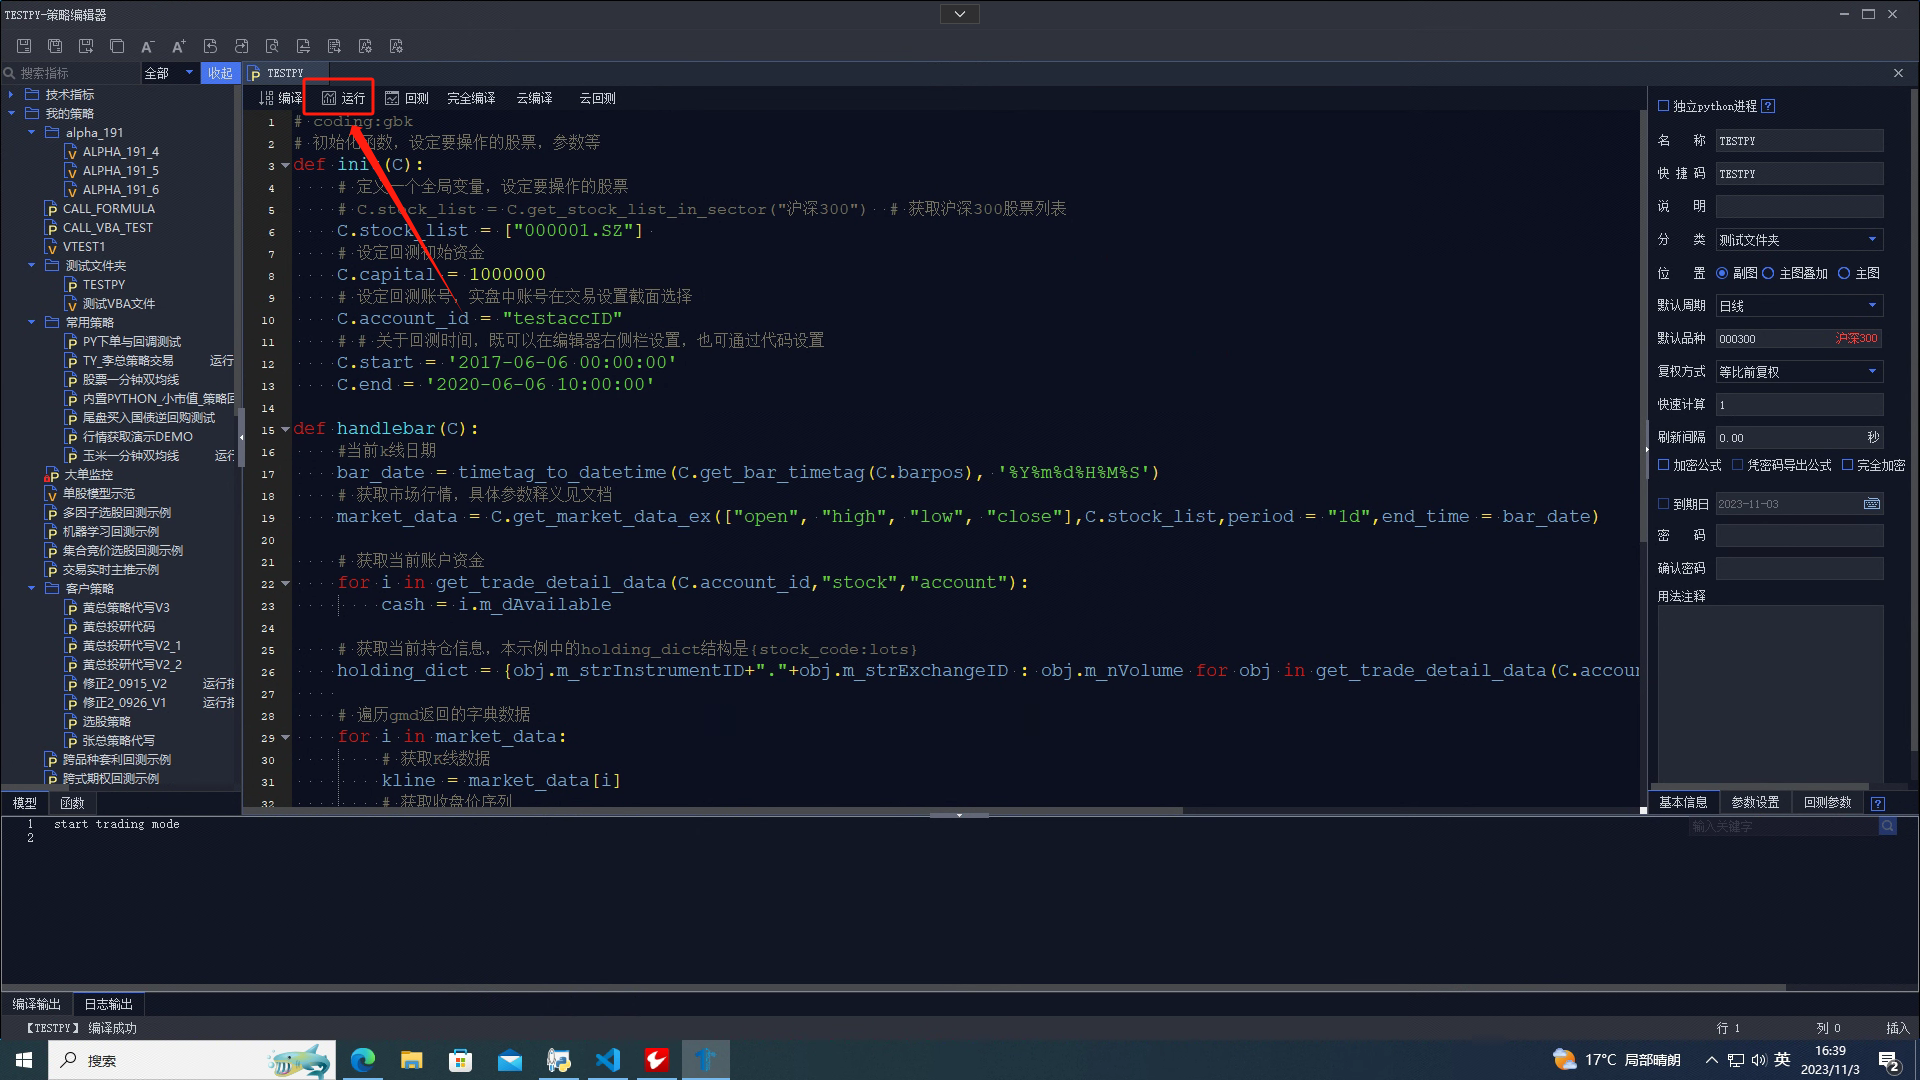 TESTPY-策略编辑器
搜索指标 全部 收起
TESTPY
编译 运行 回测 完全编译 云编译 云回测
技术指标
我的策略
alpha_191
ALPHA_191_4
ALPHA_191_5
ALPHA_191_6
CALL_FORMULA
CALL_VBA_TEST
VTEST1
测试文件夹
TESTPY
测试VBA文件
常用策略
PY下单与回调测试
TY_李总策略交易 运行
股票一分钟双均线
内置PYTHON_小市值_策略回
尾盘买入国债逆回购测试
行情获取演示DEMO
玉米一分钟双均线 运行
大单监控
单股模型示范
多因子选股回测示例
机器学习回测示例
集合竞价选股回测示例
交易实时主推示例
客户策略
黄总策略代写V3
黄总投研代码
黄总投研代写V2_1
黄总投研代写V2_2
修正2_0915_V2 运行指
修正2_0926_V1 运行指
选股策略
张总策略代写
跨品种套利回测示例
跨式期权回测示例
模型 函数
1 # coding:gbk
2 # 初始化函数，设定要操作的股票，参数等
3 def init(C):
4 # 定义一个全局变量，设定要操作的股票
5 # C.stock_list = C.get_stock_list_in_sector("沪深300") # 获取沪深300股票列表
6 C.stock_list = ["000001.SZ"]
7 # 设定回测初始资金
8 C.capital = 1000000
9 # 设定回测账号，实盘中账号在交易设置截面选择
10 C.account_id = "testaccID"
11 # # 关于回测时间，既可以在编辑器右侧栏设置，也可通过代码设置
12 C.start = '2017-06-06 00:00:00'
13 C.end = '2020-06-06 10:00:00'
14
15 def handlebar(C):
16 #当前k线日期
17 bar_date = timetag_to_datetime(C.get_bar_timetag(C.barpos), '%Y%m%d%H%M%S')
18 # 获取市场行情，具体参数释义见文档
19 market_data = C.get_market_data_ex(["open", "high", "low", "close"],C.stock_list,period = "1d",end_time = bar_date)
20
21 # 获取当前账户资金
22 for i in get_trade_detail_data(C.account_id,"stock","account"):
23 cash = i.m_dAvailable
24
25 # 获取当前持仓信息，本示例中的holding_dict结构是{stock_code:lots}
26 holding_dict = {obj.m_strInstrumentID+"."+obj.m_strExchangeID : obj.m_nVolume for obj in get_trade_detail_data(C.accoun
27
28 # 遍历gmd返回的字典数据
29 for i in market_data:
30 # 获取K线数据
31 kline = market_data[i]
32 # 获取收盘价序列
独立python进程 ?
名 称 TESTPY
快捷码 TESTPY
说 明
分 类 测试文件夹
位 置 副图 主图叠加 主图
默认周期 日线
默认品种 000300 沪深300
复权方式 等比前复权
快速计算 1
刷新间隔 0.00 秒
加密公式 凭密码导出公式 完全加密
到期日 2023-11-03
密 码
确认密码
用法注释
基本信息 参数设置 回测参数 ?
输入关键字
1 start trading mode
2
编译输出 日志输出
【TESTPY】 编译成功
行 1 列 0 插入
搜索
17°C 局部晴朗
英
16:39
2023/11/3
2